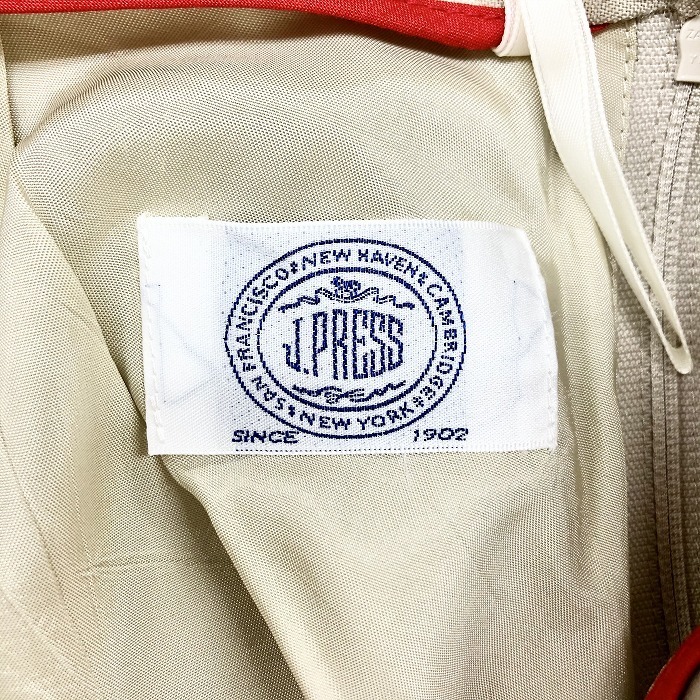 SAN FRANCISCO NEW HAVEN CAMBRIDGE
J.PRESS
NEW YORK
SINCE 1902